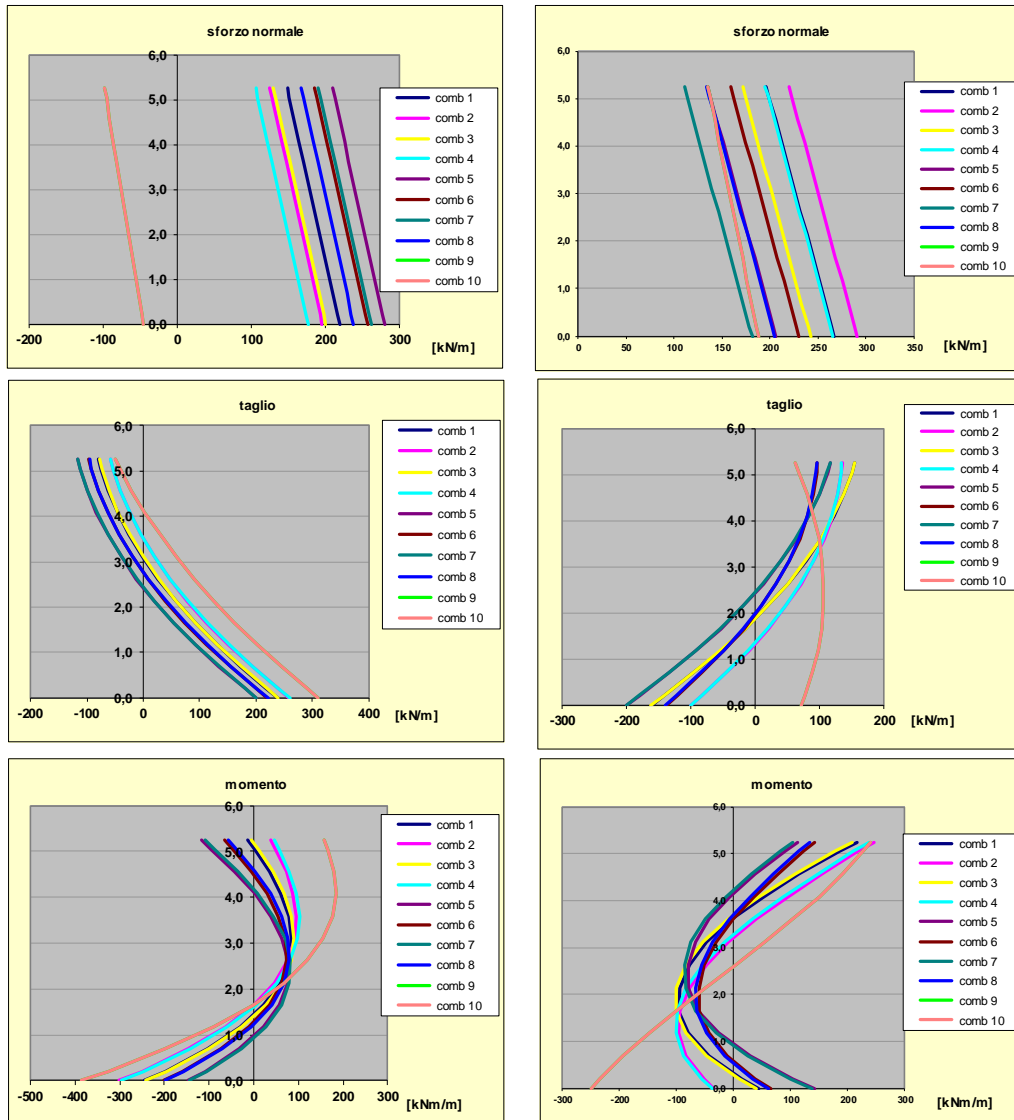 sforzo normale
6,0
5,0
4,0
3,0
2,0
1,0
0,0
-200 -100 0 100 200 300
[kN/m]
comb 1
comb 2
comb 3
comb 4
comb 5
comb 6
comb 7
comb 8
comb 9
comb 10
sforzo normale
6,0
5,0
4,0
3,0
2,0
1,0
0,0
0 50 100 150 200 250 300 350
[kN/m]
comb 1
comb 2
comb 3
comb 4
comb 5
comb 6
comb 7
comb 8
comb 9
comb 10
taglio
6,0
5,0
4,0
3,0
2,0
1,0
0,0
-200 -100 0 100 200 300 400
[kN/m]
comb 1
comb 2
comb 3
comb 4
comb 5
comb 6
comb 7
comb 8
comb 9
comb 10
taglio
6,0
5,0
4,0
3,0
2,0
1,0
0,0
-300 -200 -100 0 100 200
[kN/m]
comb 1
comb 2
comb 3
comb 4
comb 5
comb 6
comb 7
comb 8
comb 9
comb 10
momento
6,0
5,0
4,0
3,0
2,0
1,0
0,0
-500 -400 -300 -200 -100 0 100 200 300
[kNm/m]
comb 1
comb 2
comb 3
comb 4
comb 5
comb 6
comb 7
comb 8
comb 9
comb 10
momento
6,0
5,0
4,0
3,0
2,0
1,0
0,0
-300 -200 -100 0 100 200 300
[kNm/m]
comb 1
comb 2
comb 3
comb 4
comb 5
comb 6
comb 7
comb 8
comb 9
comb 10